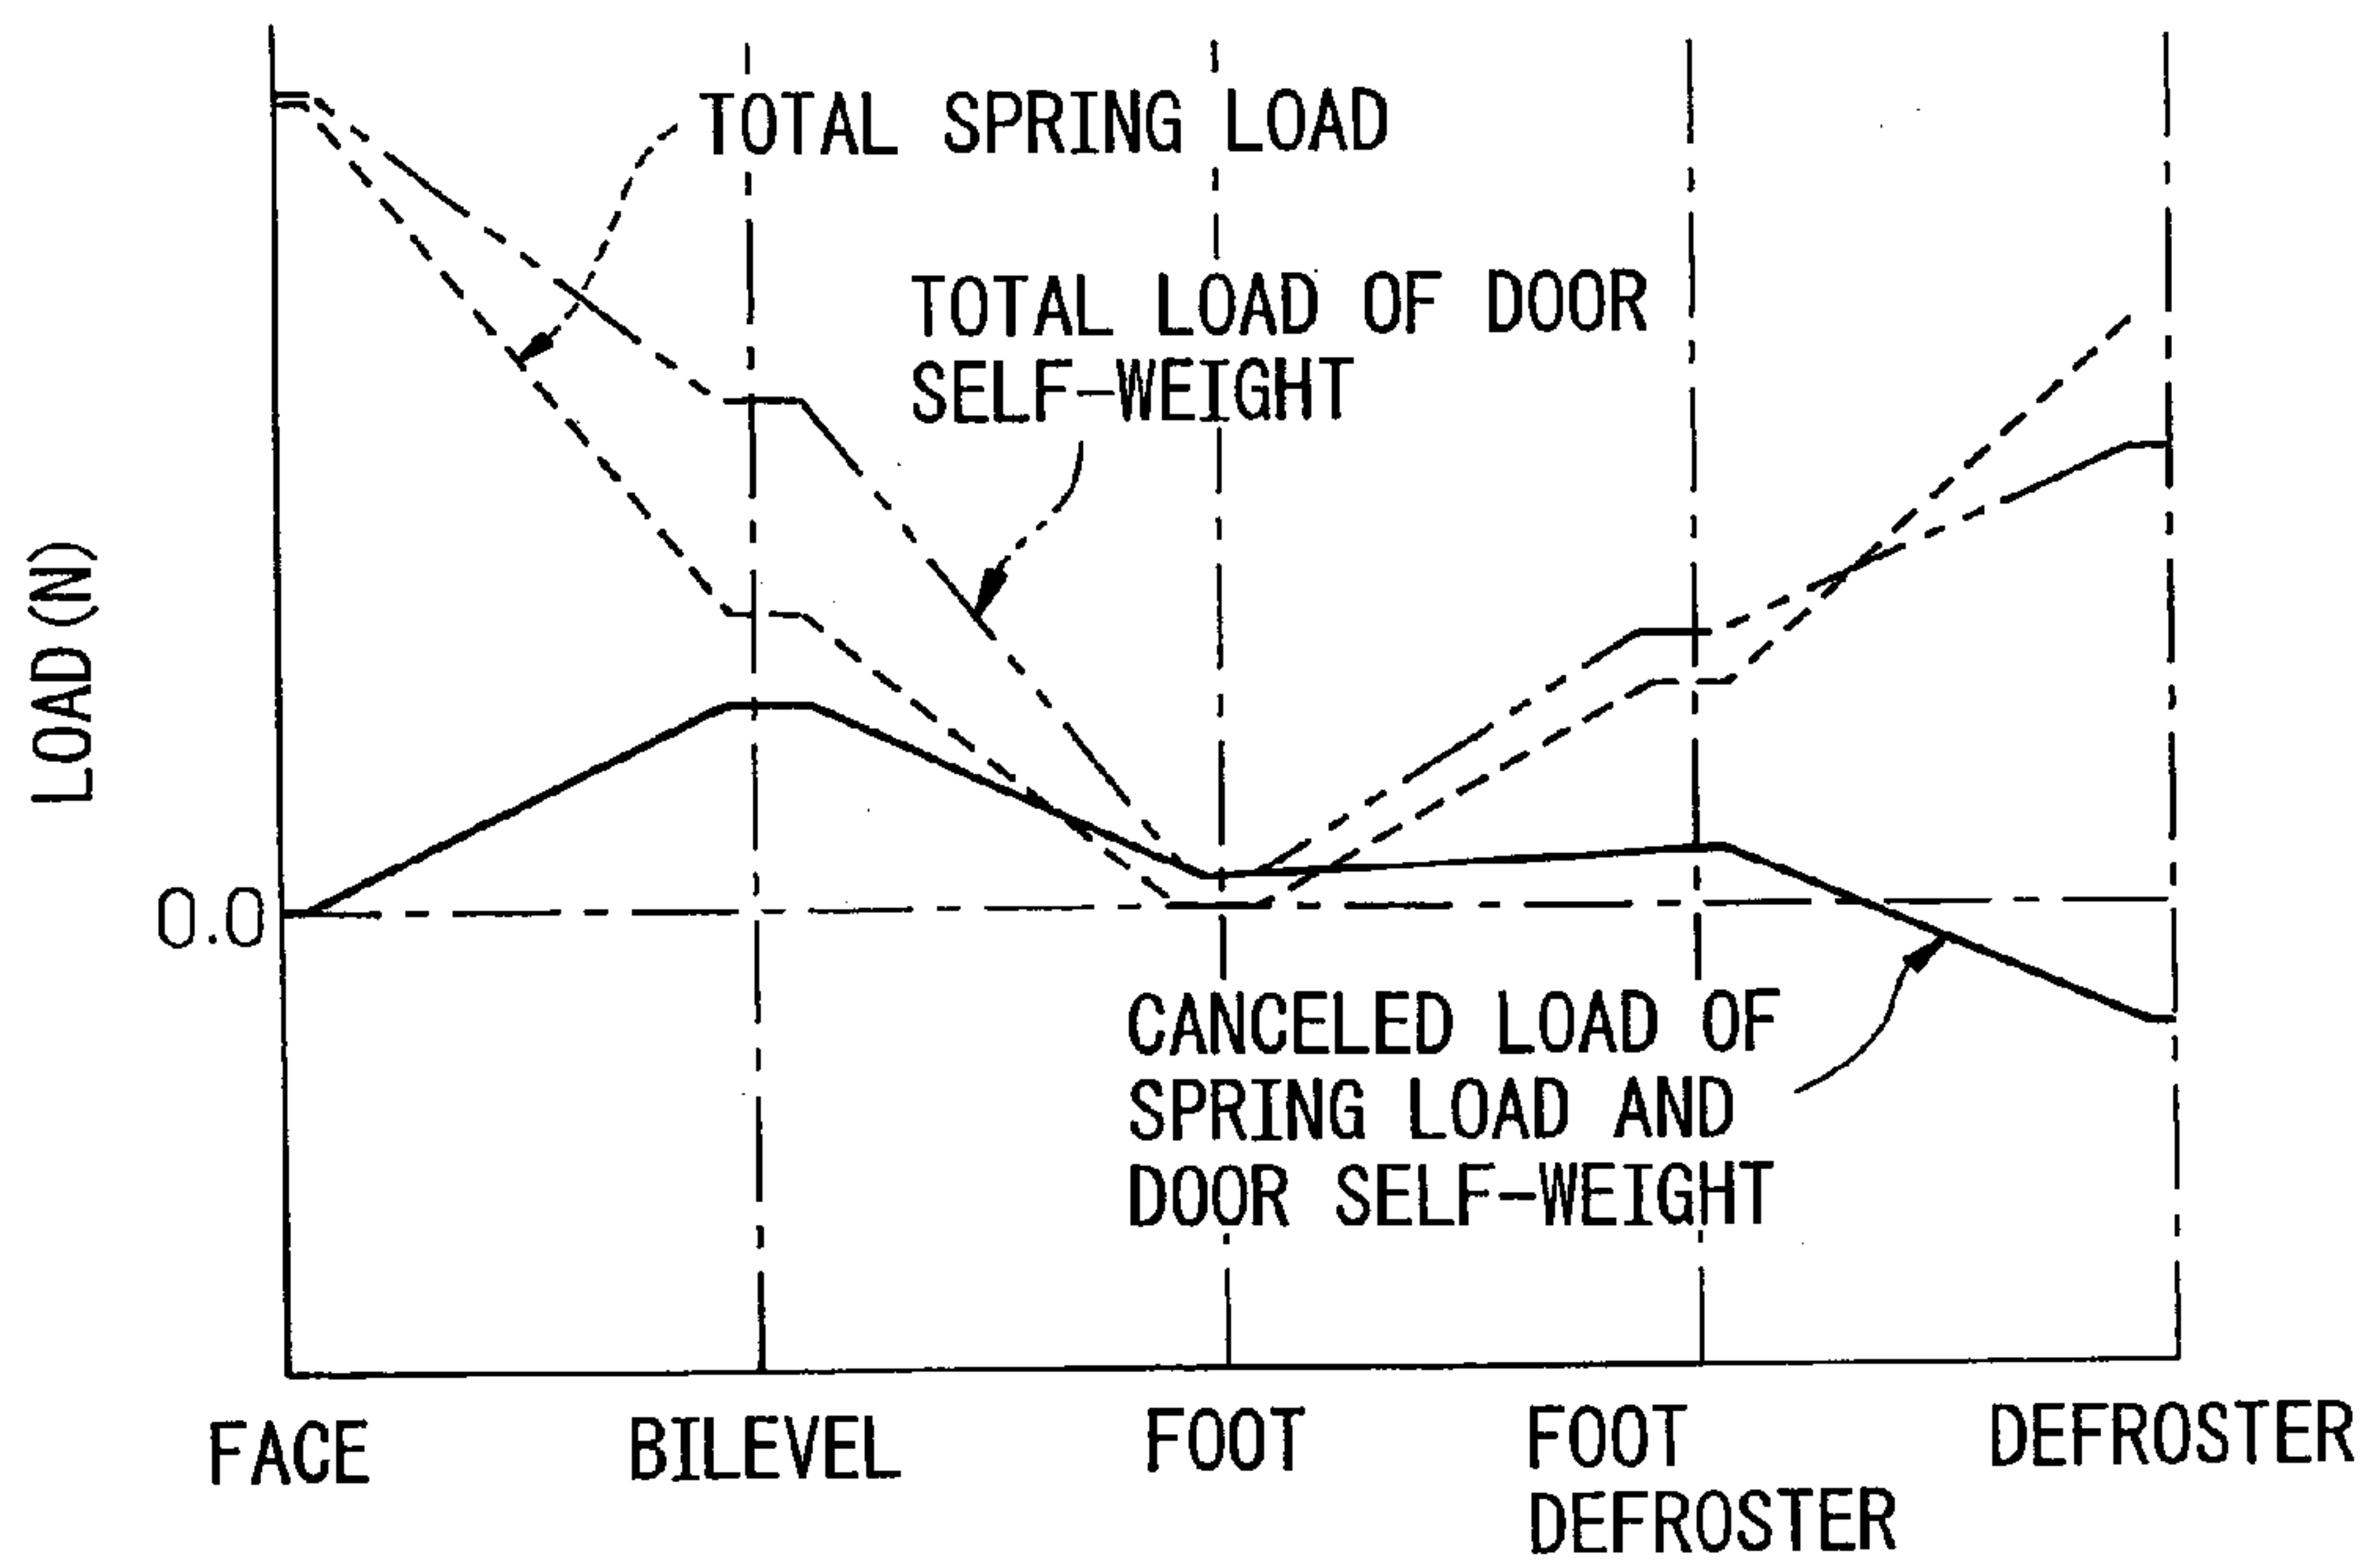 TOTAL SPRING LOAD
TOTAL LOAD OF DOOR
SELF-WEIGHT
LOAD (N)
0.0
CANCELED LOAD OF
SPRING LOAD AND
DOOR SELF-WEIGHT
FACE
BILEVEL
FOOT
FOOT
DEFROSTER
DEFROSTER